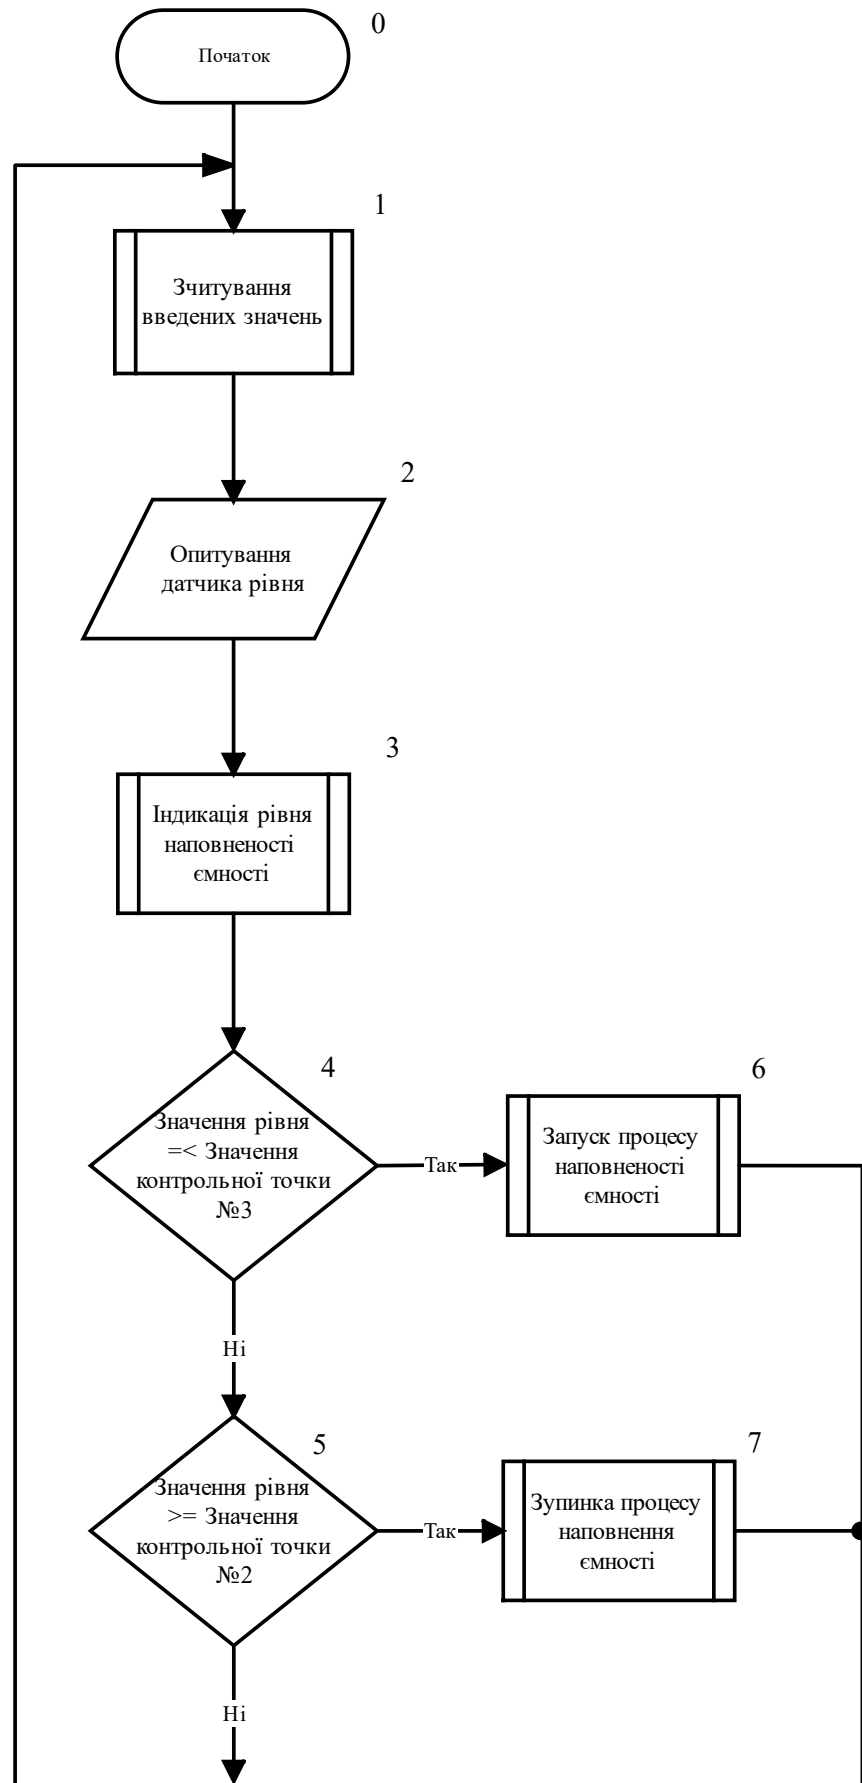 0
Початок
1
Зчитування
введених значень
2
Опитування
датчика рівня
3
Індикація рівня
наповненості
ємності
4
Значення рівня
=< Значення
контрольної точки
№3
Так
6
Запуск процесу
наповненості
ємності
Ні
5
Значення рівня
>= Значення
контрольної точки
№2
Так
7
Зупинка процесу
наповнення
ємності
Ні